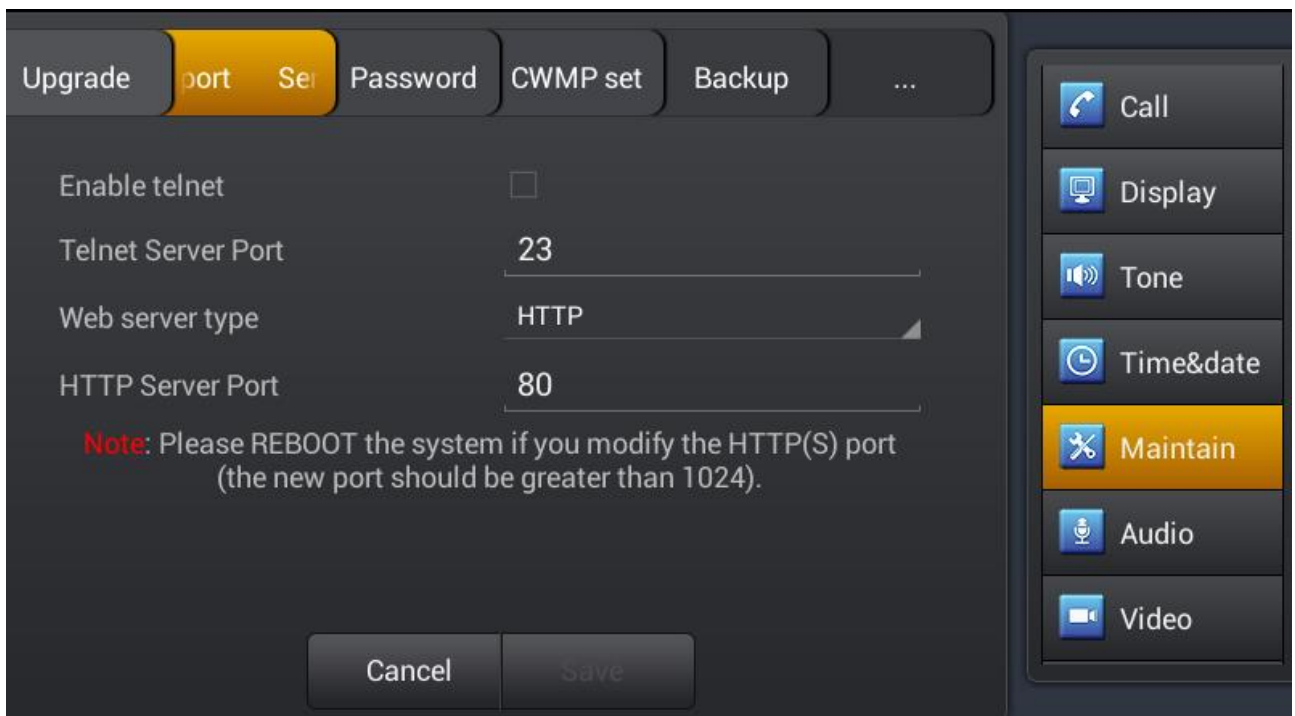 Upgrade
port Ser
Password
CWMP set
Backup
...
Enable telnet
Telnet Server Port
23
Web server type
HTTP
HTTP Server Port
80
Note: Please REBOOT the system if you modify the HTTP(S) port
(the new port should be greater than 1024).
Cancel
Save
Call
Display
Tone
Time&date
Maintain
Audio
Video